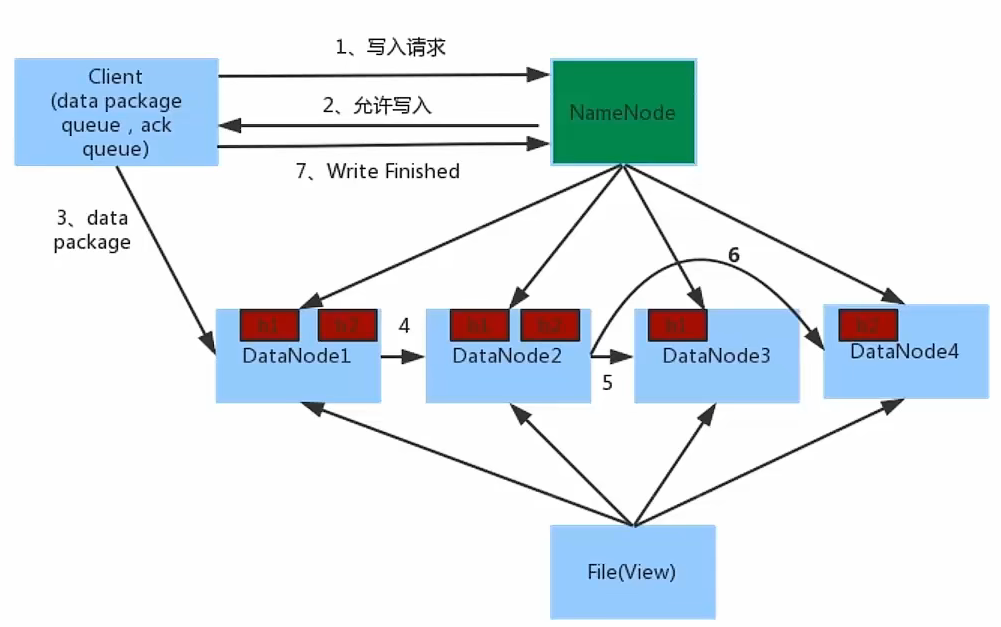 1、写入请求
Client
(data package
queue，ack
queue)
2、允许写入
NameNode
7、Write Finished
3、data
package
6
b1
b1
b2
b1
b2
4
DataNode1
DataNode2
DataNode3
DataNode4
5
File(View)